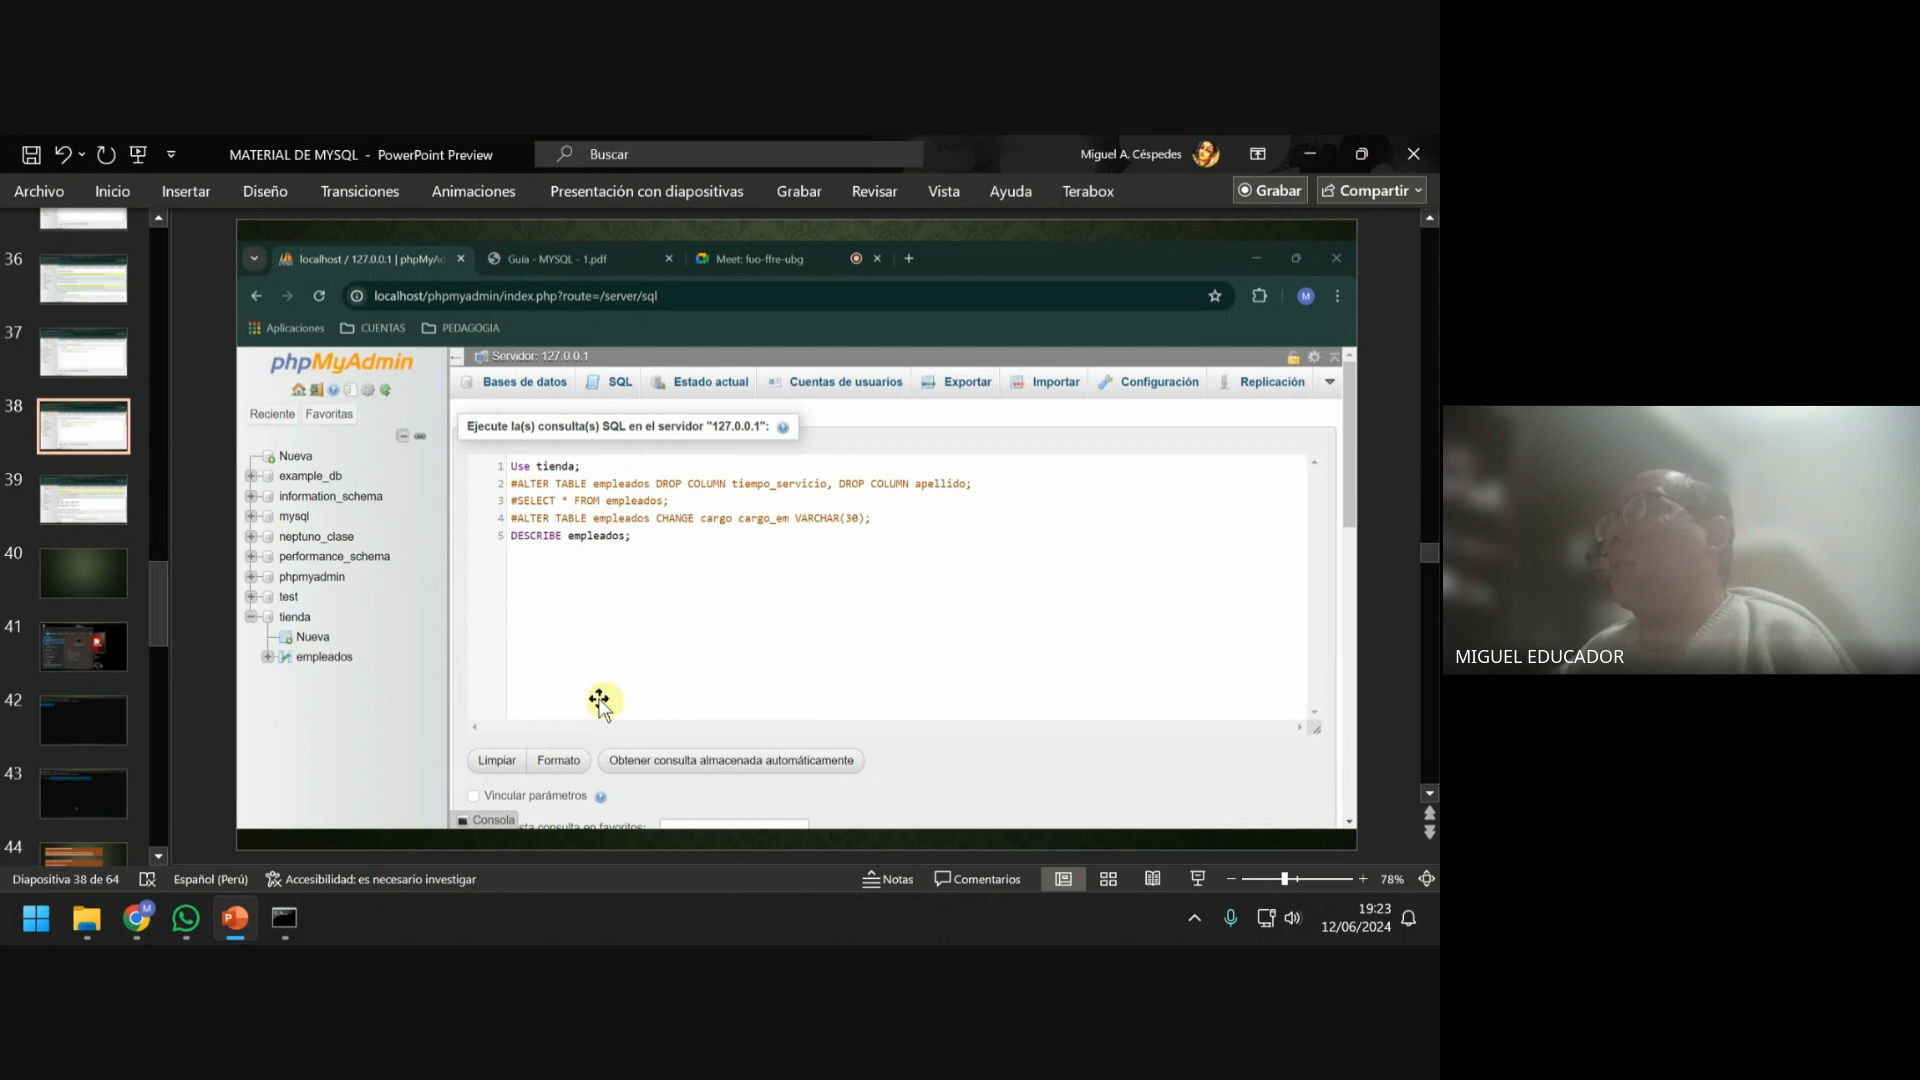 MATERIAL DE MYSQL - PowerPoint Preview
Buscar
Miguel A. Céspedes
Archivo
Inicio
Insertar
Diseño
Transiciones
Animaciones
Presentación con diapositivas
Grabar
Revisar
Vista
Ayuda
Terabox
Grabar
Compartir
36
37
38
39
40
41
42
43
44
localhost / 127.0.0.1 | phpMyAd
Guía - MYSQL - 1.pdf
Meet: fuo-ffre-ubg
localhost/phpmyadmin/index.php?route=/server/sql
M
Aplicaciones
CUENTAS
PEDAGOGIA
phpMyAdmin
Reciente
Favoritas
Nueva
example_db
information_schema
mysql
neptuno_clase
performance_schema
phpmyadmin
test
tienda
Nueva
empleados
Servidor: 127.0.0.1
Bases de datos
SQL
Estado actual
Cuentas de usuarios
Exportar
Importar
Configuración
Replicación
Ejecute la(s) consulta(s) SQL en el servidor "127.0.0.1":
1 Use tienda;
2 #ALTER TABLE empleados DROP COLUMN tiempo_servicio, DROP COLUMN apellido;
3 #SELECT * FROM empleados;
4 #ALTER TABLE empleados CHANGE cargo cargo_em VARCHAR(30);
5 DESCRIBE empleados;
Limpiar
Formato
Obtener consulta almacenada automáticamente
Vincular parámetros
Consola
sta consulta en favoritos:
MIGUEL EDUCADOR
Diapositiva 38 de 64
Español (Perú)
Accesibilidad: es necesario investigar
Notas
Comentarios
78%
19:23
12/06/2024